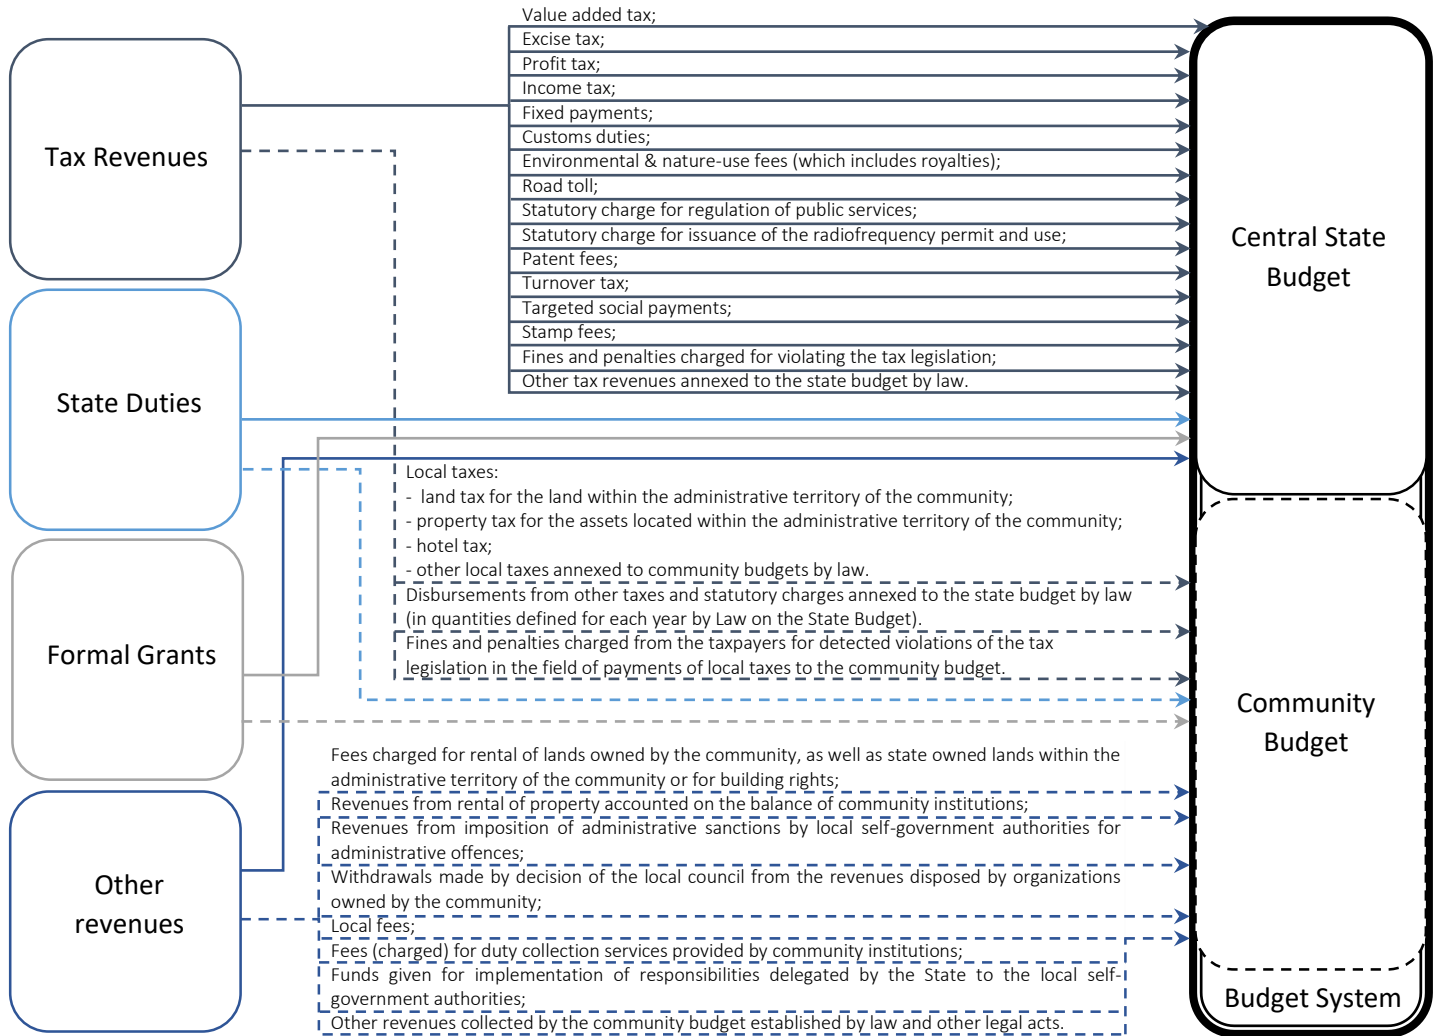 Value added tax;
Excise tax;
Profit tax;
Income tax;
Fixed payments;
Customs duties;
Environmental & nature-use fees (which includes royalties);
Road toll;
Statutory charge for regulation of public services;
Statutory charge for issuance of the radiofrequency permit and use;
Patent fees;
Turnover tax;
Targeted social payments;
Stamp fees;
Fines and penalties charged for violating the tax legislation;
Other tax revenues annexed to the state budget by law.
Tax Revenues
State Duties
Formal Grants
Other
revenues
Local taxes:
- land tax for the land within the administrative territory of the community;
- property tax for the assets located within the administrative territory of the community;
- hotel tax;
- other local taxes annexed to community budgets by law.
Disbursements from other taxes and statutory charges annexed to the state budget by law
(in quantities defined for each year by Law on the State Budget).
Fines and penalties charged from the taxpayers for detected violations of the tax
legislation in the field of payments of local taxes to the community budget.
Fees charged for rental of lands owned by the community, as well as state owned lands within the
administrative territory of the community or for building rights;
Revenues from rental of property accounted on the balance of community institutions;
Revenues from imposition of administrative sanctions by local self-government authorities for
administrative offences;
Withdrawals made by decision of the local council from the revenues disposed by organizations
owned by the community;
Local fees;
Fees (charged) for duty collection services provided by community institutions;
Funds given for implementation of responsibilities delegated by the State to the local self-
government authorities;
Other revenues collected by the community budget established by law and other legal acts.
Central State
Budget
Community
Budget
Budget System